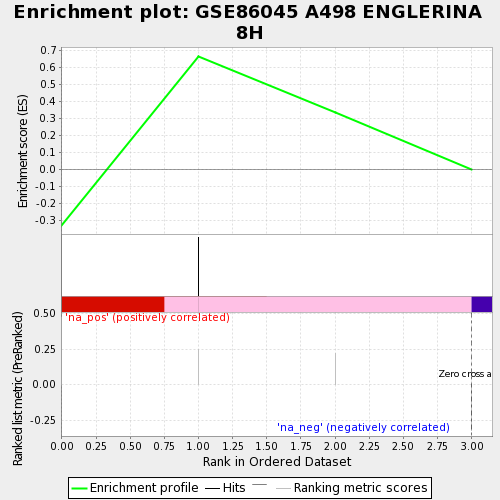 Enrichment plot: GSE86045 A498 ENGLERINA
8H
Enrichment score (ES)
0.7
0.6
0.5
0.4
0.3
0.2
0.1
0.0
-0.1
-0.2
-0.3
Ranked list metric (PreRanked)
0.50
0.25
0.00
-0.25
'na_pos' (positively correlated)
Zero cross a
'na_neg' (negatively correlated)
0.00 0.25 0.50 0.75 1.00 1.25 1.50 1.75 2.00 2.25 2.50 2.75 3.00
Rank in Ordered Dataset
Enrichment profile Hits Ranking metric scores